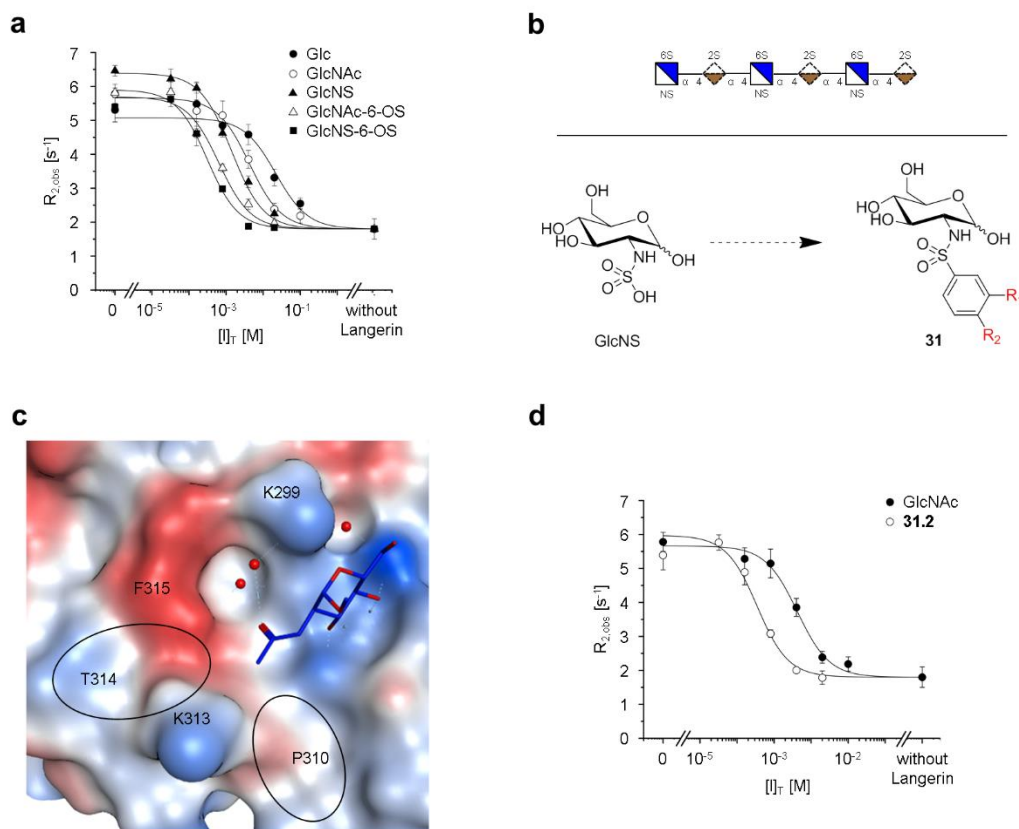 a
7
6
5
4
3
2
1
0
R2,obs [s-1]
Glc
GlcNAc
GlcNS
GlcNAc-6-OS
GlcNS-6-OS
0 10-5 10-3 10-1 without
Langerin
[I]T [M]
b
6S 2S 6S 2S 6S 2S
α 4 4 α 4 4 α 4
NS NS NS
OH
HO O
HO
NH OH
O
S
O OH
GlcNS
OH
HO O
HO
NH OH
O
S
O
R
R2
31
c
K299
F315
T314
K313
P310
d
7
6
5
4
3
2
1
0
R2,obs [s-1]
GlcNAc
31.2
0 10-5 10-3 10-2 without
Langerin
[I]T [M]